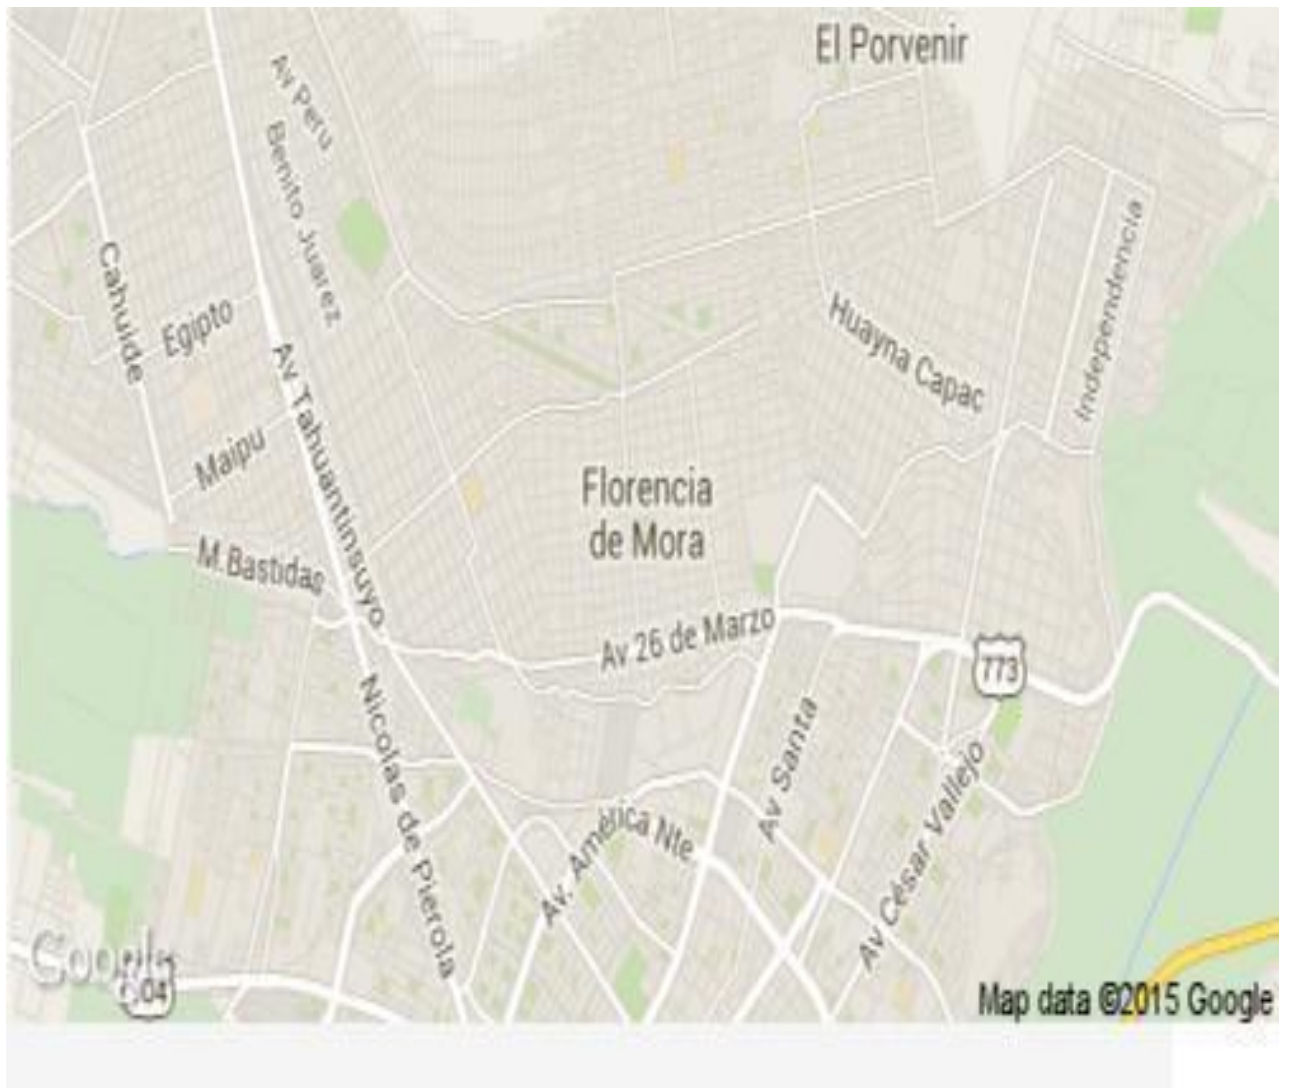 El Porvenir
Av Peru
Benito Juarez
Cahuide
Egipto
Independencia
Huayna Capac
Av Tahuantinsuyo
Maipu
Florencia
de Mora
M Bastidas
Av 26 de Marzo
773
Nicolas de Pierola
Av Santa
Av. América Nte
Av César Vallejo
Google
04
Map data ©2015 Google